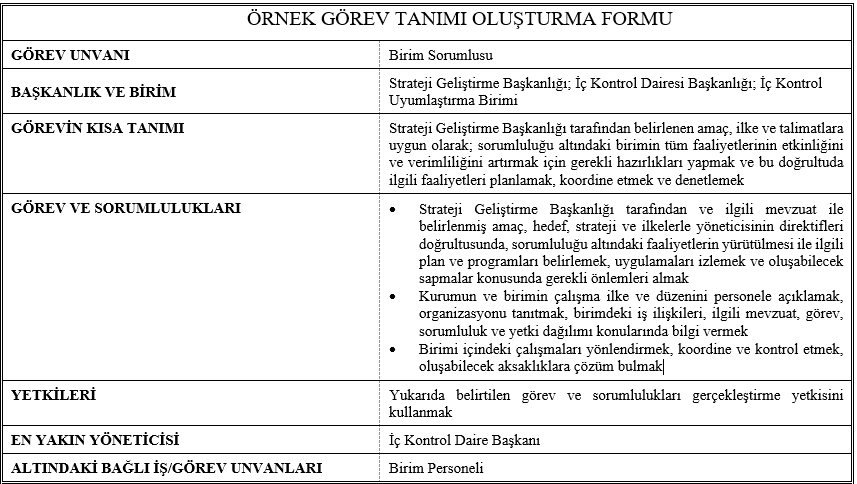 ÖRNEK GÖREV TANIMI OLUŞTURMA FORMU
GÖREV UNVANI
Birim Sorumlusu
BAŞKANLIK VE BİRİM
Strateji Geliştirme Başkanlığı; İç Kontrol Dairesi Başkanlığı; İç Kontrol
Uyumlaştırma Birimi
GÖREVİN KISA TANIMI
Strateji Geliştirme Başkanlığı tarafından belirlenen amaç, ilke ve talimatlara
uygun olarak; sorumluluğu altındaki birimin tüm faaliyetlerinin etkinliğini
ve verimliliğini artırmak için gerekli hazırlıkları yapmak ve bu doğrultuda
ilgili faaliyetleri planlamak, koordine etmek ve denetlemek
GÖREV VE SORUMLULUKLARI
• Strateji Geliştirme Başkanlığı tarafından ve ilgili mevzuat ile
belirlenmiş amaç, hedef, strateji ve ilkelerle yöneticisinin direktifleri
doğrultusunda, sorumluluğu altındaki faaliyetlerin yürütülmesi ile ilgili
plan ve programları belirlemek, uygulamaları izlemek ve oluşabilecek
sapmalar konusunda gerekli önlemleri almak
• Kurumun ve birimin çalışma ilke ve düzenini personele açıklamak,
organizasyonu tanıtmak, birimdeki iş ilişkileri, ilgili mevzuat, görev,
sorumluluk ve yetki dağılımı konularında bilgi vermek
• Birimi içindeki çalışmaları yönlendirmek, koordine ve kontrol etmek,
oluşabilecek aksaklıklara çözüm bulmak
YETKİLERİ
Yukarıda belirtilen görev ve sorumlulukları gerçekleştirme yetkisini
kullanmak
EN YAKIN YÖNETİCİSİ
İç Kontrol Daire Başkanı
ALTINDAKİ BAĞLI İŞ/GÖREV UNVANLARI
Birim Personeli